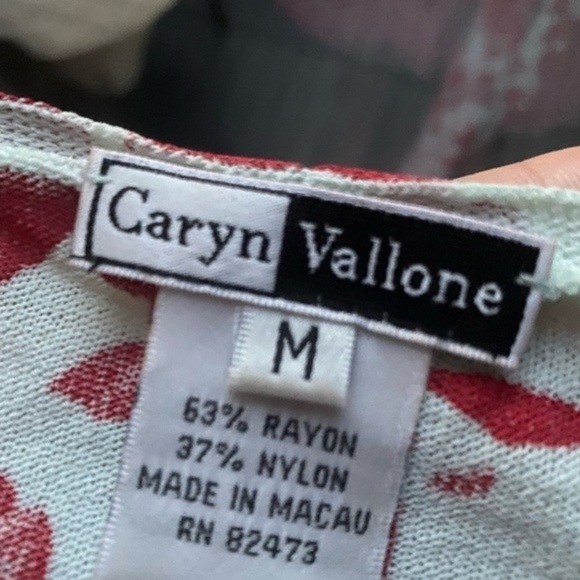 Caryn Vallone
M
63% RAYON
37% NYLON
MADE IN MACAU
RN 82473